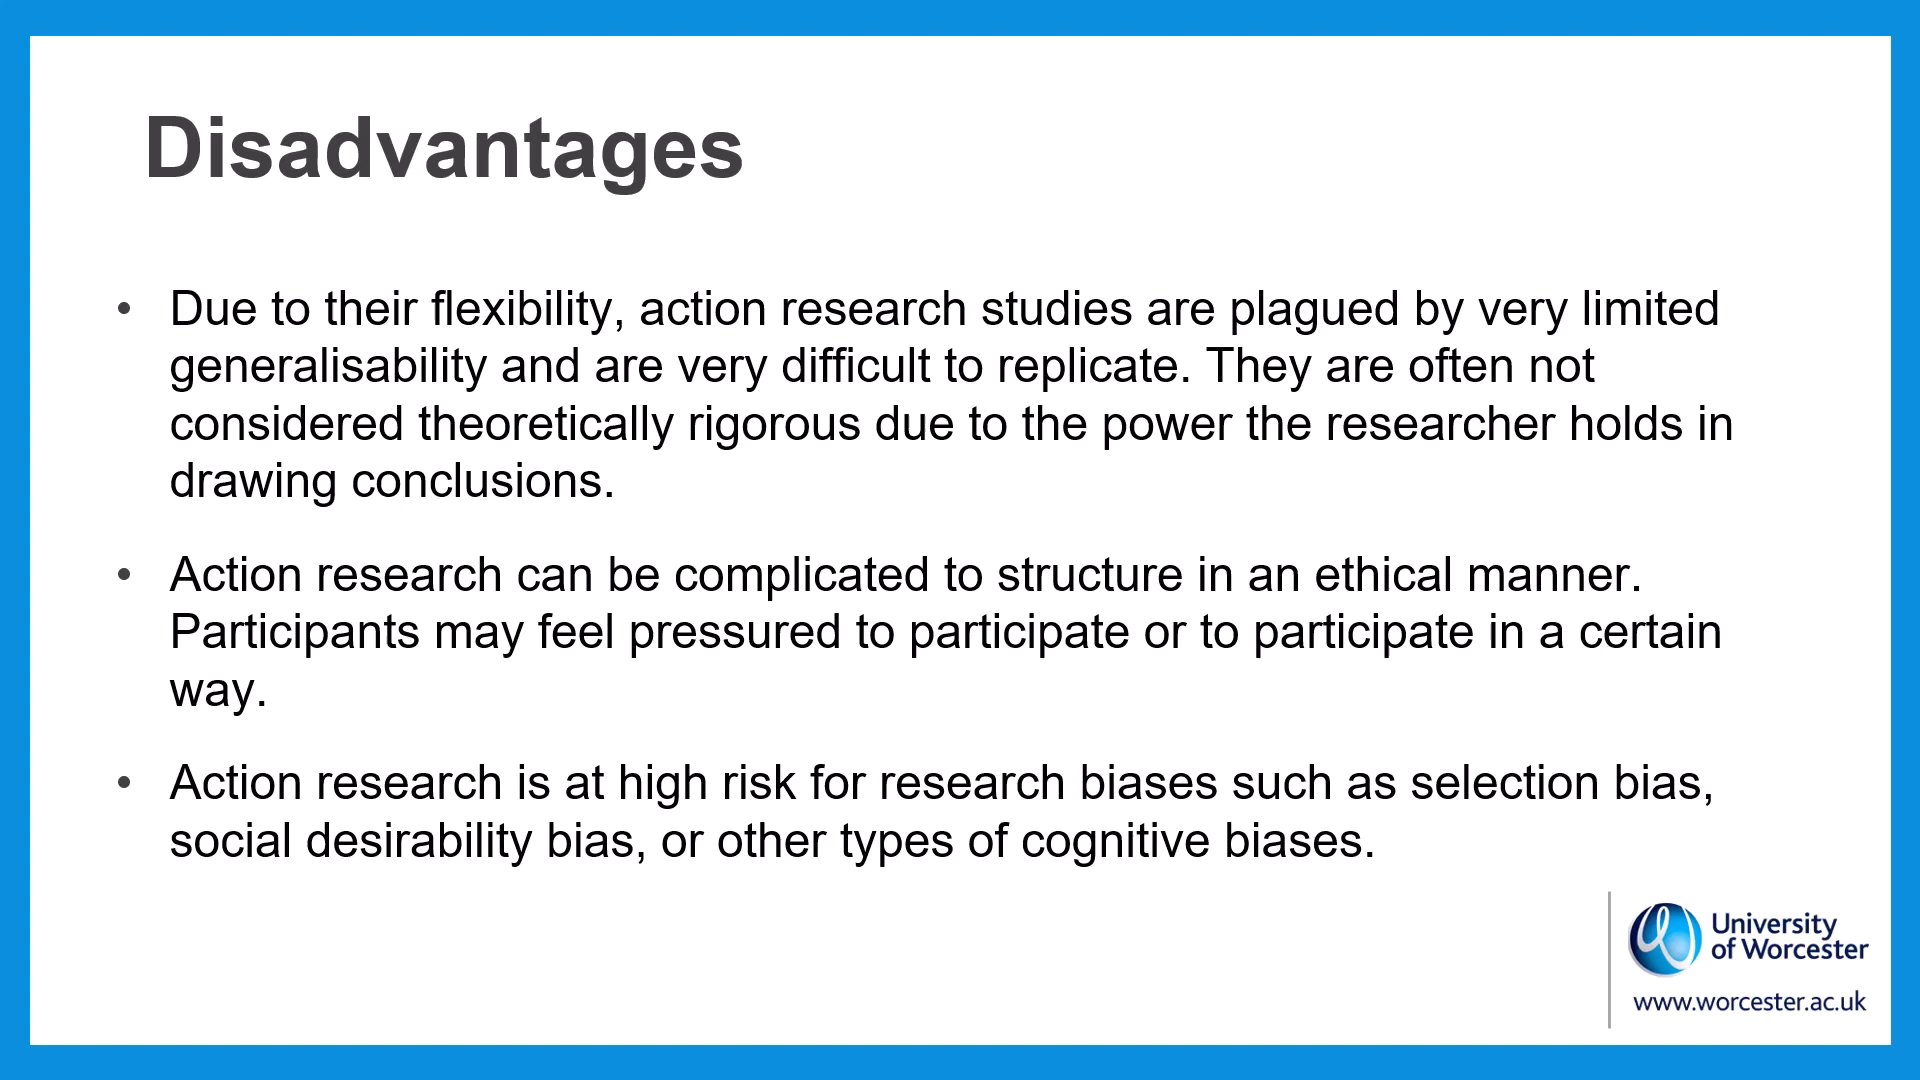 Disadvantages
• Due to their flexibility, action research studies are plagued by very limited
generalisability and are very difficult to replicate. They are often not
considered theoretically rigorous due to the power the researcher holds in
drawing conclusions.
• Action research can be complicated to structure in an ethical manner.
Participants may feel pressured to participate or to participate in a certain
way.
• Action research is at high risk for research biases such as selection bias,
social desirability bias, or other types of cognitive biases.
University
of Worcester
www.worcester.ac.uk